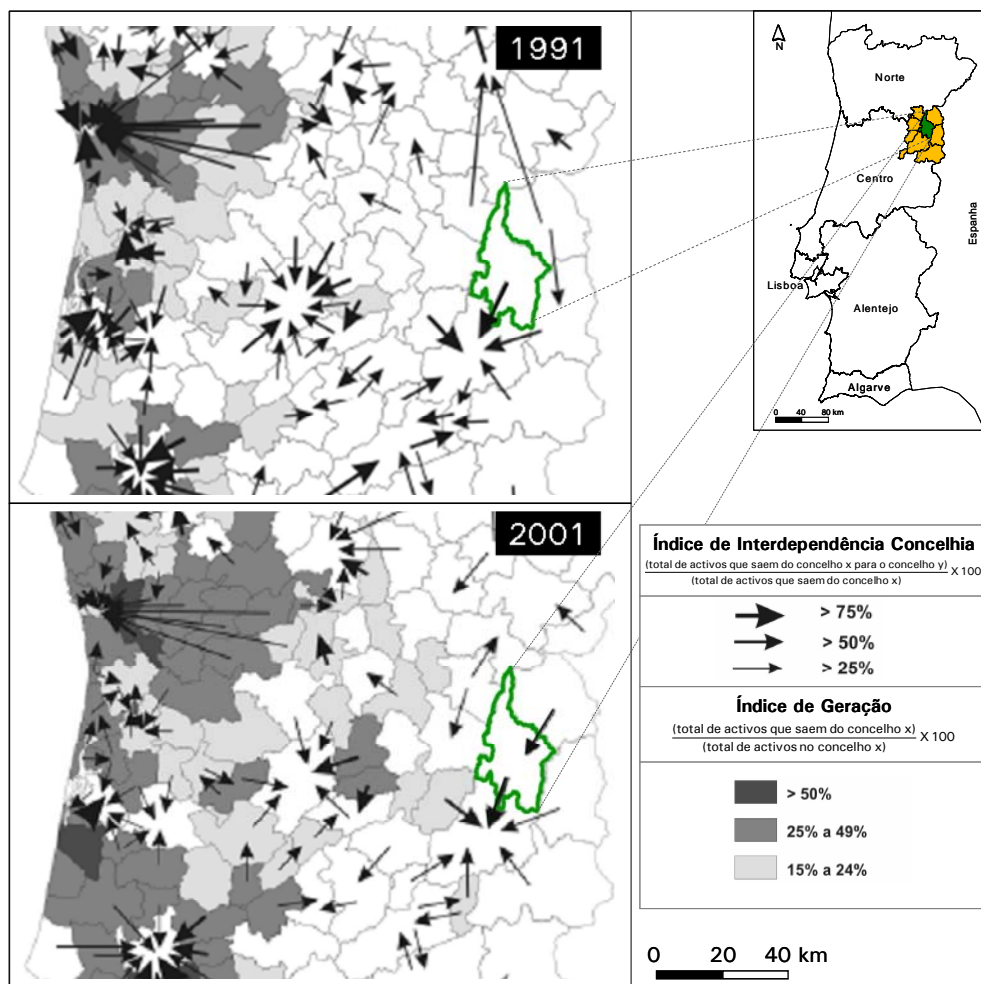 1991
2001
N
Norte
Centro
Lisboa
Alentejo
Algarve
Espanha
0 40 80 km
Índice de Interdependência Concelhia
(total de activos que saem do concelho x para o concelho y)
(total de activos que saem do concelho x)
X 100
> 75%
> 50%
> 25%
Índice de Geração
(total de activos que saem do concelho x)
(total de activos no concelho x)
X 100
> 50%
25% a 49%
15% a 24%
0 20 40 km